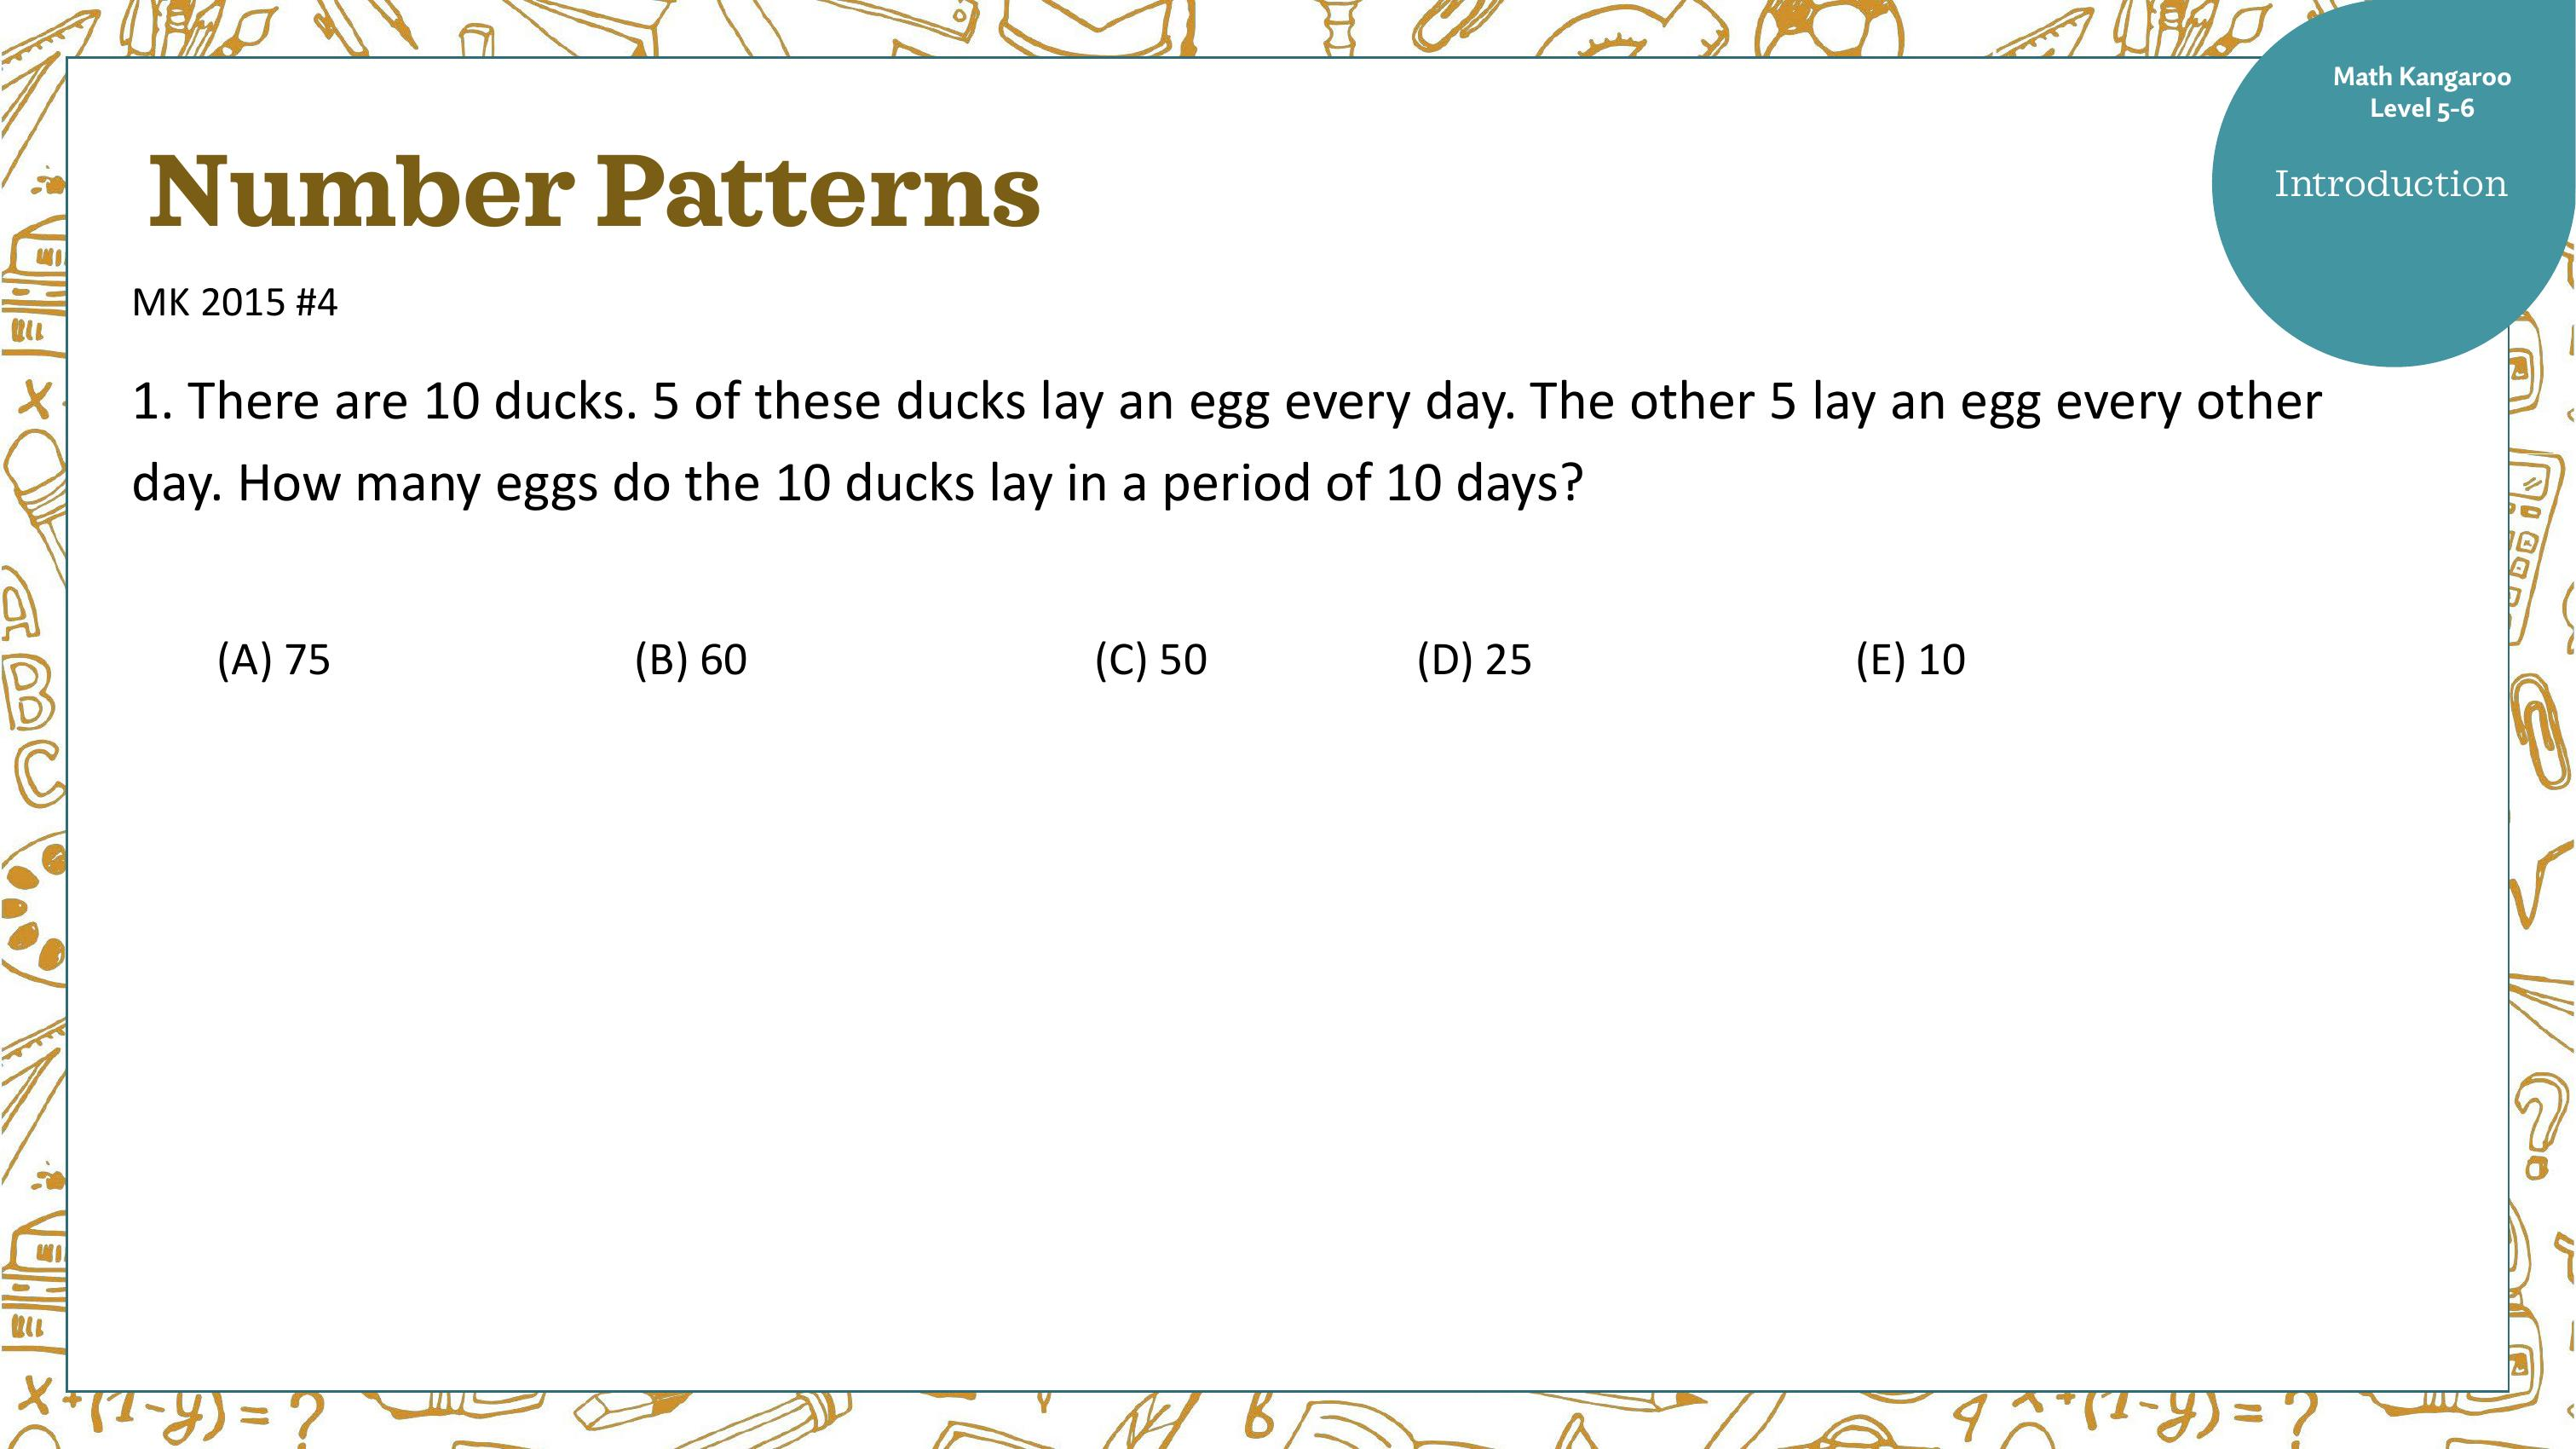 Math Kangaroo
Level 5-6
Introduction
Number Patterns
MK 2015 #4
1. There are 10 ducks. 5 of these ducks lay an egg every day. The other 5 lay an egg every other
day. How many eggs do the 10 ducks lay in a period of 10 days?
(A) 75 (B) 60 (C) 50 (D) 25 (E) 10
A
B
C
x+(1-y)=?
x+(1-y)=?